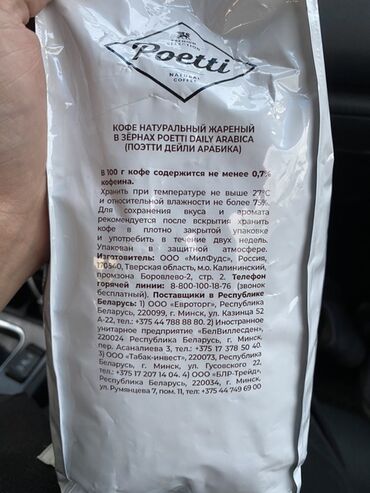 PREMIUM
SELECTION
Poetti
NATURAL
COFFEE
КОФЕ НАТУРАЛЬНЫЙ ЖАРЕНЫЙ
В ЗЁРНАХ POETTI DAILY ARABICA
(ПОЭТТИ ДЕЙЛИ АРАБИКА)
В 100 г кофе содержится не менее 0,7%
кофеина.
Хранить при температуре не выше 27°С
и относительной влажности не более 75%.
Для сохранения вкуса и аромата
рекомендуется после вскрытия хранить
кофе в плотно закрытой упаковке
и употребить в течение двух недель.
Упакован в защитной атмосфере.
Изготовитель: ООО «МилФудс», Россия,
170540, Тверская область, м.о. Калининский,
промзона Боровлево-2, стр. 2. Телефон
горячей линии: 8-800-100-18-76 (звонок
бесплатный). Поставщики в Республике
Беларусь: 1) ООО «Евроторг», Республика
Беларусь, 220099, г. Минск, ул. Казинца 52
А-22, тел.: +375 44 788 88 80. 2) Иностранное
унитарное предприятие «БелВиллесден»,
220024 Республика Беларусь, г. Минск,
пер. Асаналиева 3, тел.: +375 17 378 50 40.
3) ООО «Табак-инвест», 220073, Республика
Беларусь, г. Минск, ул. Гусовского 22,
тел.: +375 17 207 14 04. 4) ООО «БЛР-Трейд»,
Республика Беларусь, 220034, г. Минск,
ул. Румянцева 7, пом. 11, тел: +375 44 749 69 00